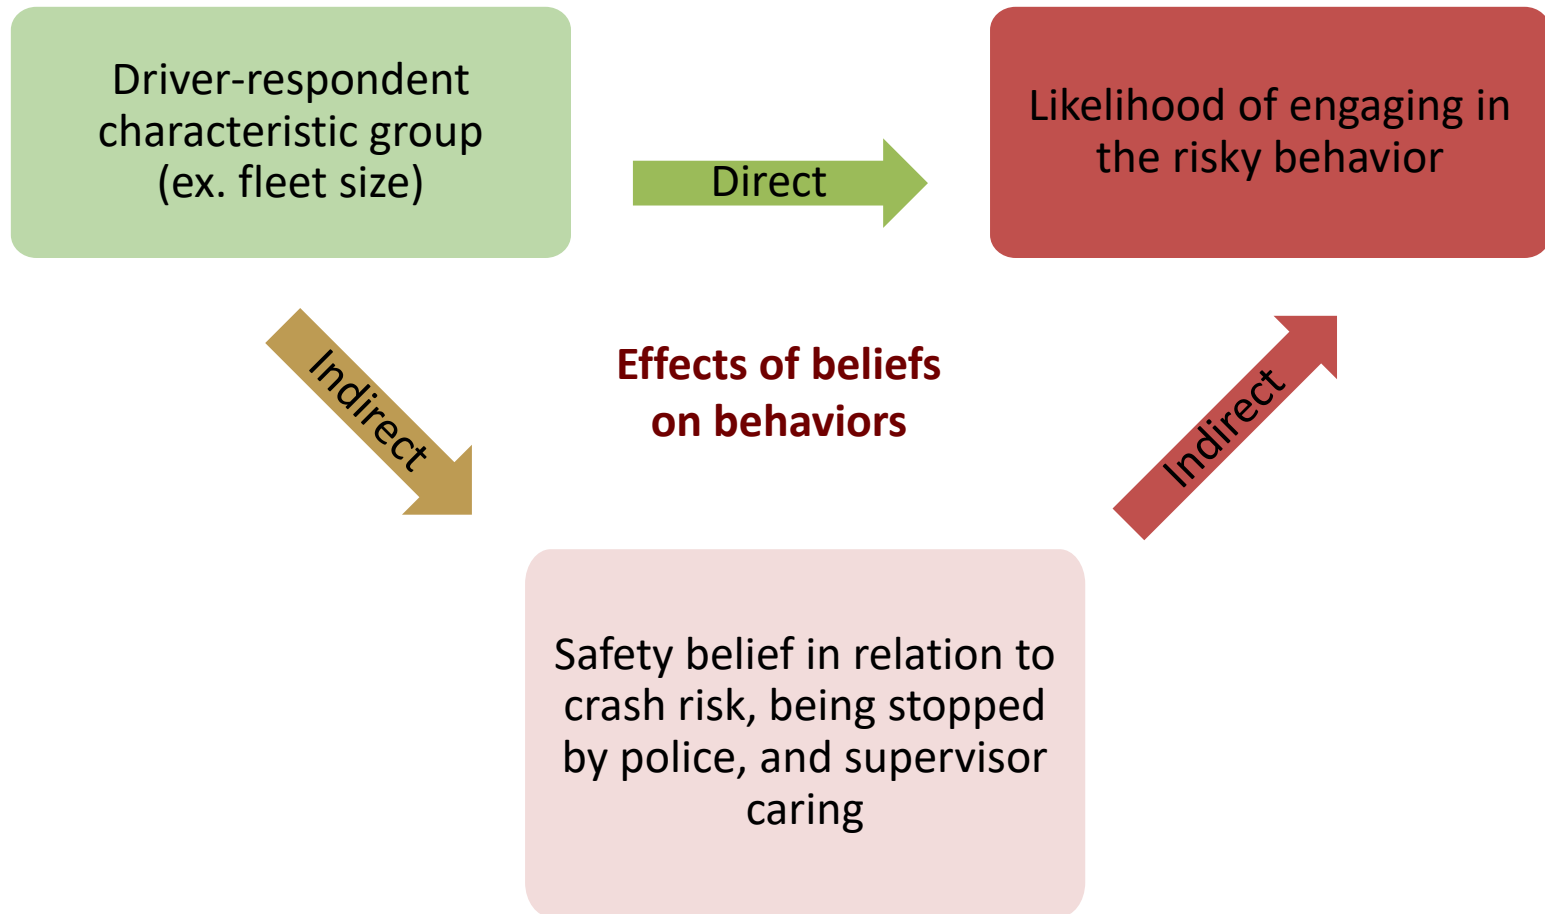 Driver-respondent
characteristic group
(ex. fleet size)
Direct
Likelihood of engaging in
the risky behavior
Indirect
Effects of beliefs
on behaviors
Indirect
Safety belief in relation to
crash risk, being stopped
by police, and supervisor
caring